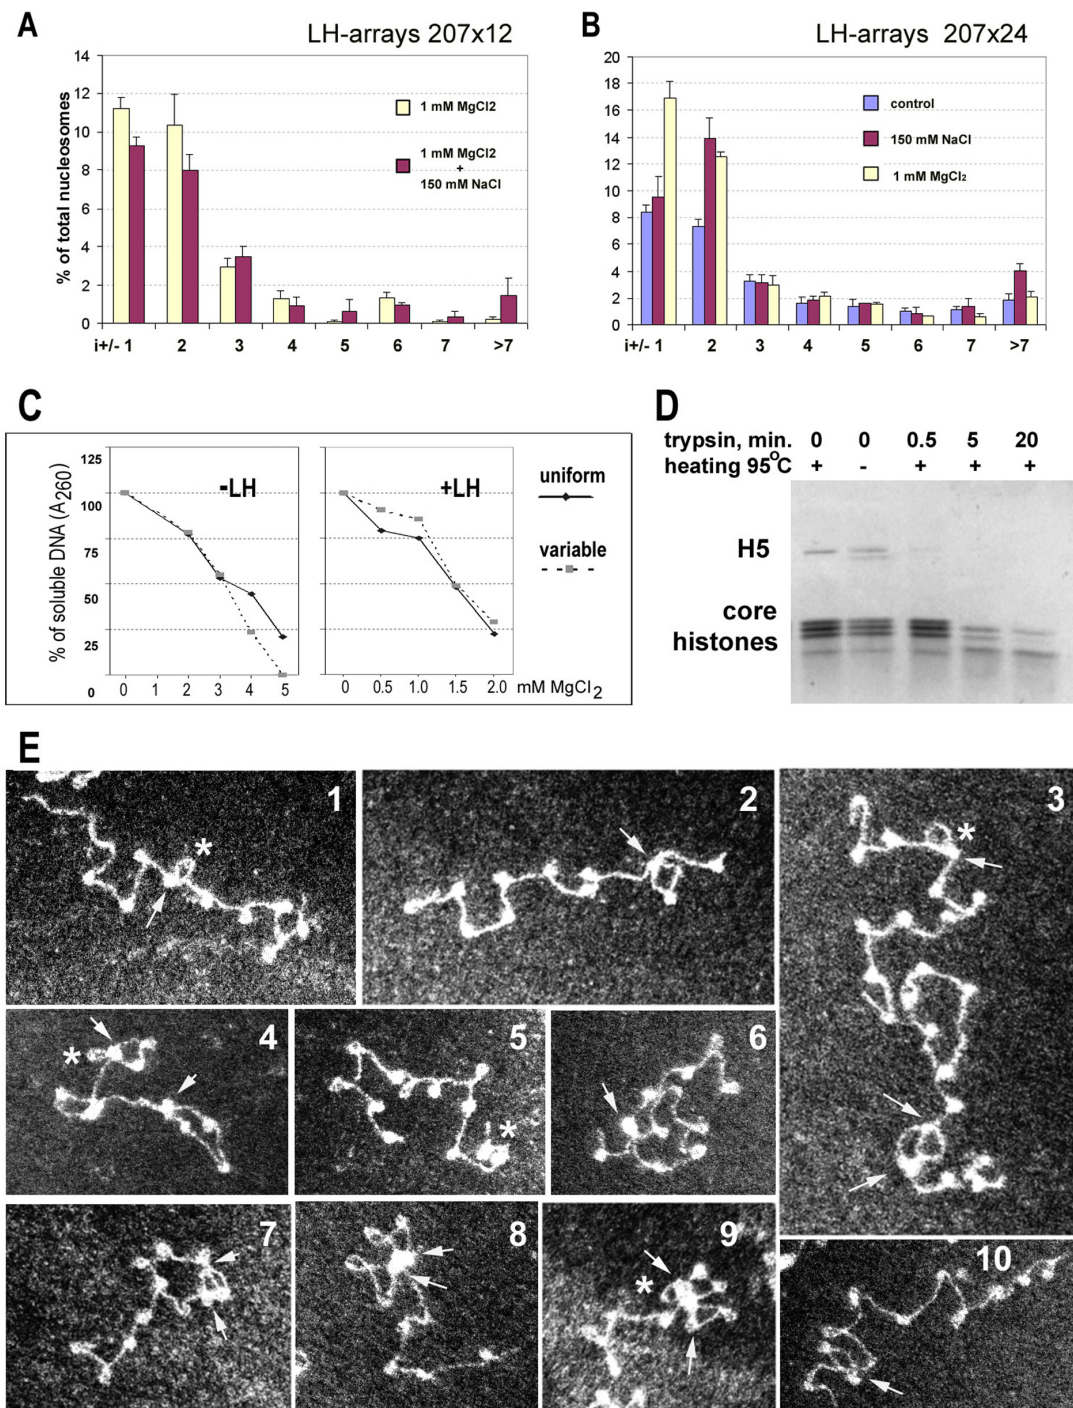 A
LH-arrays 207x12
% of total nucleosomes
14
12
10
8
6
4
2
0
1 mM MgCl2
1 mM MgCl2
+
150 mM NaCl
i+/- 1 2 3 4 5 6 7 >7
B
LH-arrays 207x24
20
18
16
14
12
10
8
6
4
2
0
control
150 mM NaCl
1 mM MgCl2
i+/- 1 2 3 4 5 6 7 >7
C
% of soluble DNA (A260)
125
100
75
50
25
0
-LH
+LH
uniform
variable
0 1 2 3 4 5
0 0.5 1.0 1.5 2.0 mM MgCl2
D
trypsin, min. 0 0 0.5 5 20
heating 95°C + - + + +
H5
core
histones
E
1
*
2
3
*
4
*
5
*
6
7
8
9
*
10